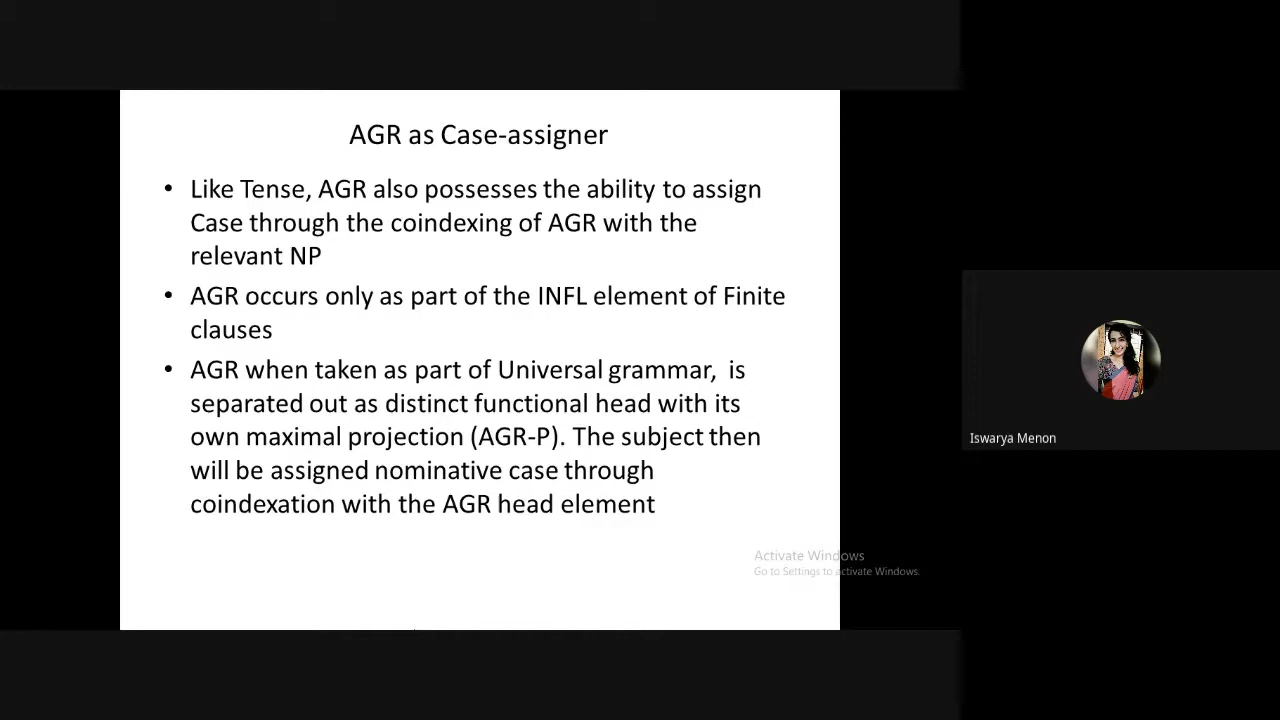 AGR as Case-assigner
• Like Tense, AGR also possesses the ability to assign
Case through the coindexing of AGR with the
relevant NP
• AGR occurs only as part of the INFL element of Finite
clauses
• AGR when taken as part of Universal grammar, is
separated out as distinct functional head with its
own maximal projection (AGR-P). The subject then
will be assigned nominative case through
coindexation with the AGR head element
Iswarya Menon
Activate Windows
Go to Settings to activate Windows.